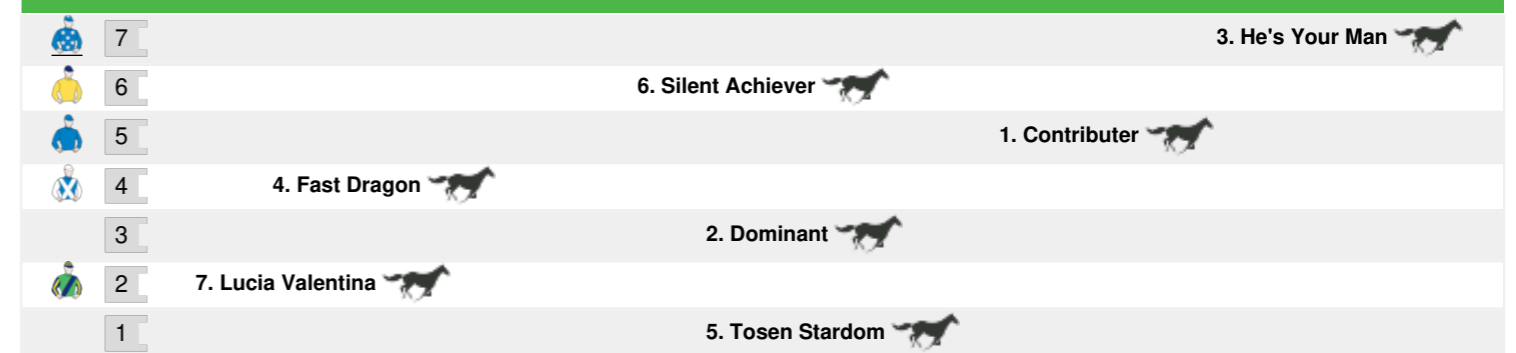 7 3. He's Your Man
6 6. Silent Achiever
5 1. Contributer
4 4. Fast Dragon
3 2. Dominant
2 7. Lucia Valentina
1 5. Tosen Stardom